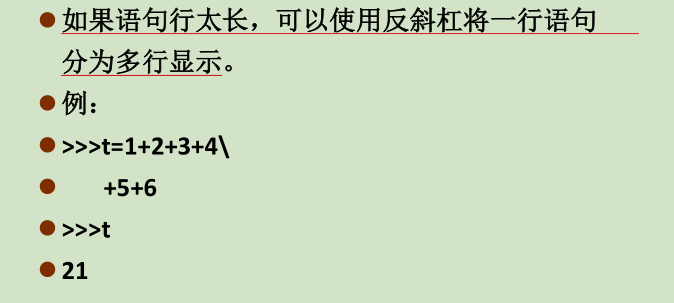 ● 如果语句行太长，可以使用反斜杠将一行语句
分为多行显示。
● 例：
● >>>t=1+2+3+4\
● +5+6
● >>>t
● 21